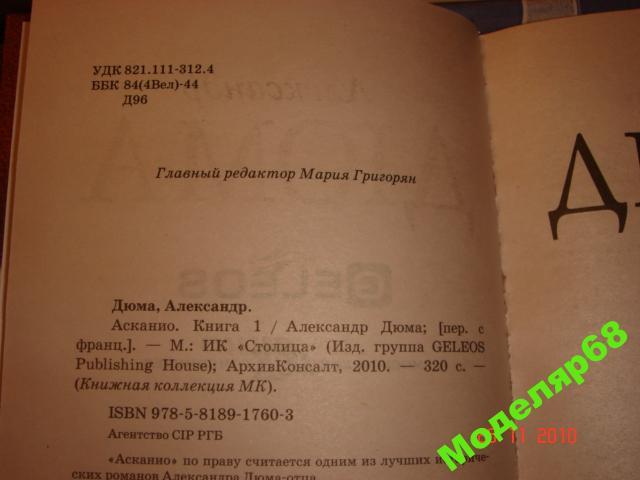 УДК 821.111-312.4
ББК 84(4Вел)-44
Д96
Главный редактор Мария Григорян
Дюма, Александр.
Асканио. Книга 1 / Александр Дюма; [пер. с
франц.]. — М.: ИК «Столица» (Изд. группа GELEOS
Publishing House); АрхивКонсалт, 2010. — 320 с. —
(Книжная коллекция МК).
ISBN 978-5-8189-1760-3
Агентство CIP РГБ
«Асканио» по праву считается одним из лучших
ских романов Александра Дюма-отца
Александр
ДЮМА
GELEOS
Моделяр68
11 2010